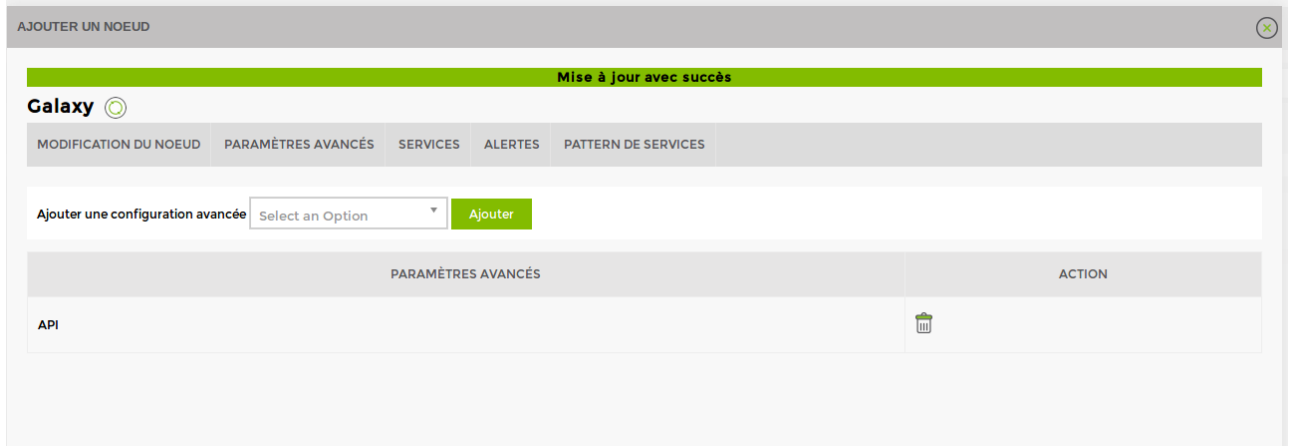 AJOUTER UN NOEUD
Mise à jour avec succès
Galaxy
MODIFICATION DU NOEUD PARAMÈTRES AVANCÉS SERVICES ALERTES PATTERN DE SERVICES
Ajouter une configuration avancée Select an Option Ajouter
PARAMÈTRES AVANCÉS ACTION
API